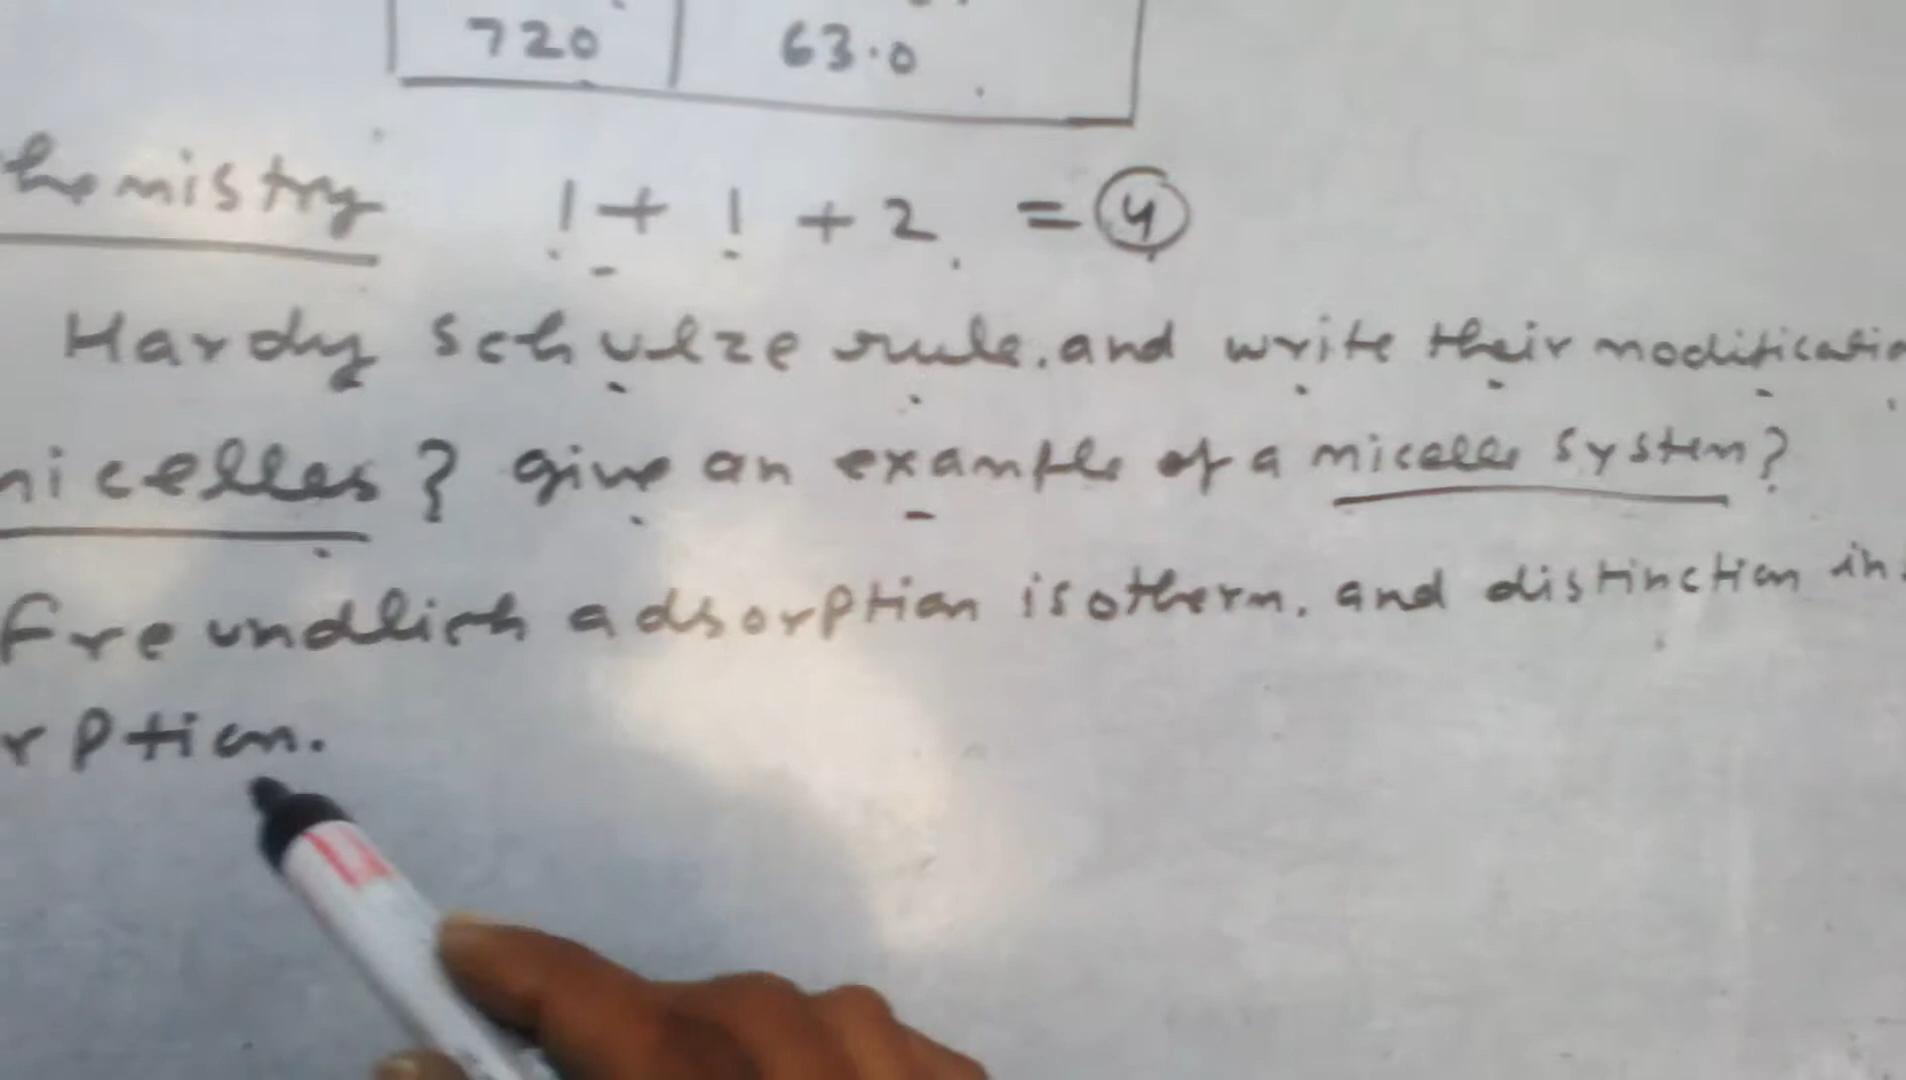 720 63.0
hemistry 1 + 1 + 2 = 4
Hardy schulze rule. and write their modificatio
micelles? give an example of a micelle system?
Freundlich adsorption isotherm. and distinction in
rption.